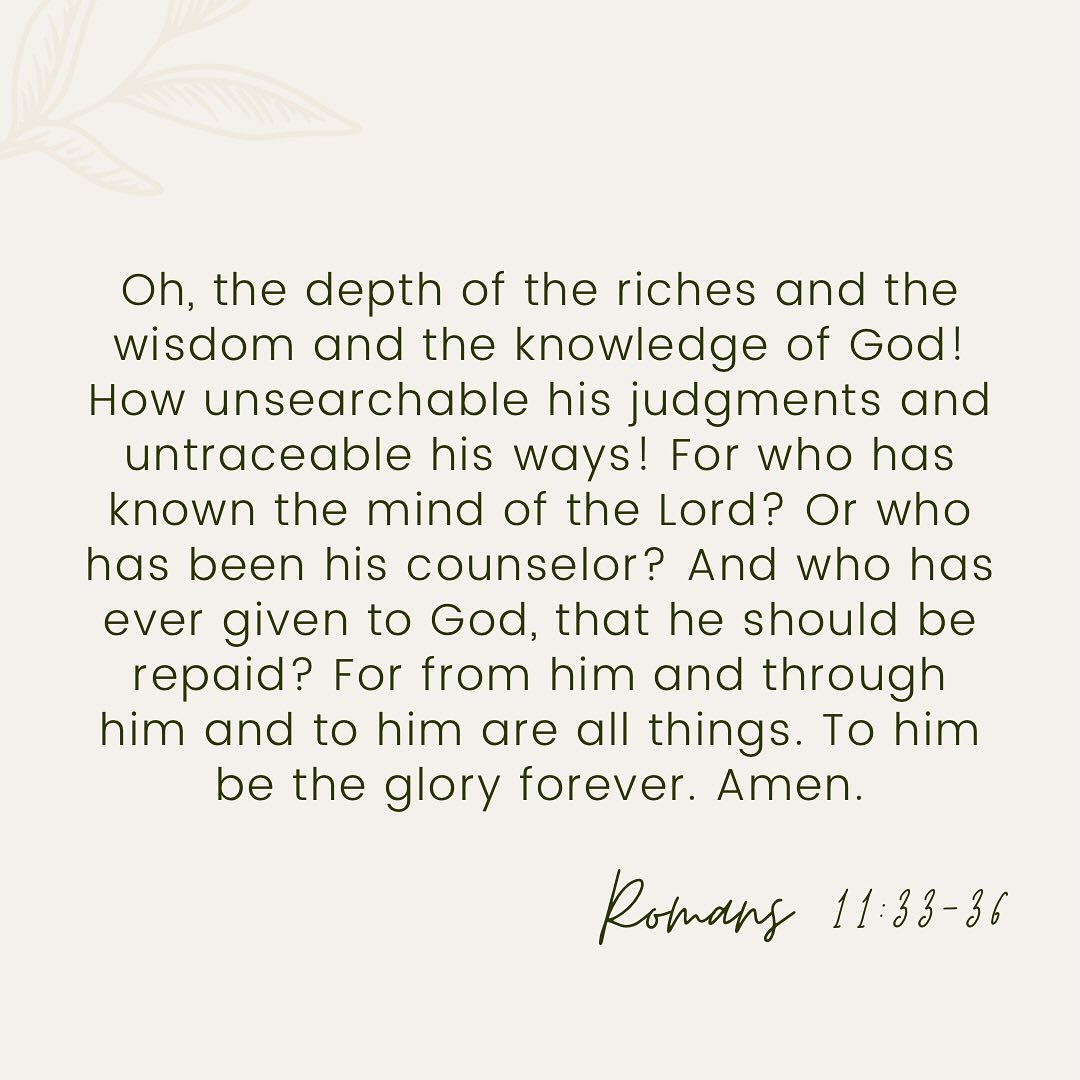 Oh, the depth of the riches and the
wisdom and the knowledge of God!
How unsearchable his judgments and
untraceable his ways! For who has
known the mind of the Lord? Or who
has been his counselor? And who has
ever given to God, that he should be
repaid? For from him and through
him and to him are all things. To him
be the glory forever. Amen.
Romans 11:33-36